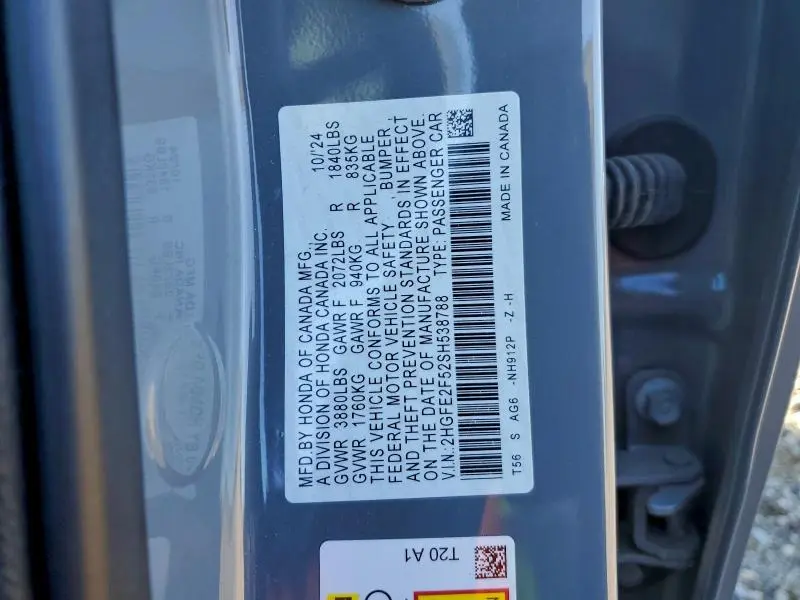 MFD.BY HONDA OF CANADA MFG., 10/'24
A DIVISION OF HONDA CANADA INC.
GVWR 3880LBS GAWR F 2072LBS R 1840LBS
GVWR 1760KG GAWR F 940KG R 835KG
THIS VEHICLE CONFORMS TO ALL APPLICABLE
FEDERAL MOTOR VEHICLE SAFETY, BUMPER,
AND THEFT PREVENTION STANDARDS IN EFFECT
ON THE DATE OF MANUFACTURE SHOWN ABOVE.
V.I.N.:2HGFE2F52SH538788 TYPE: PASSENGER CAR
T56 S AG6 -NH912P -Z -H MADE IN CANADA
T20 A1